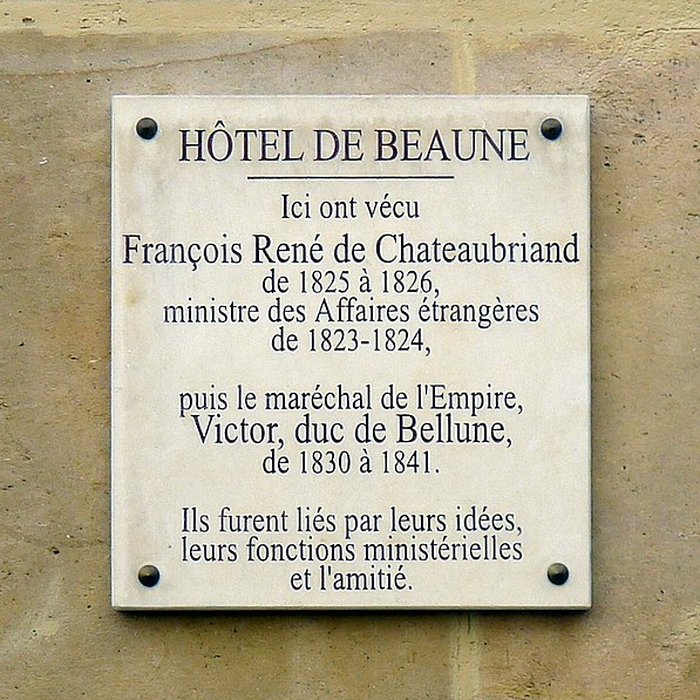 HÔTEL DE BEAUNE
Ici ont vécu
François René de Chateaubriand
de 1825 à 1826,
ministre des Affaires étrangères
de 1823-1824,
puis le maréchal de l'Empire,
Victor, duc de Bellune,
de 1830 à 1841.
Ils furent liés par leurs idées,
leurs fonctions ministérielles
et l'amitié.